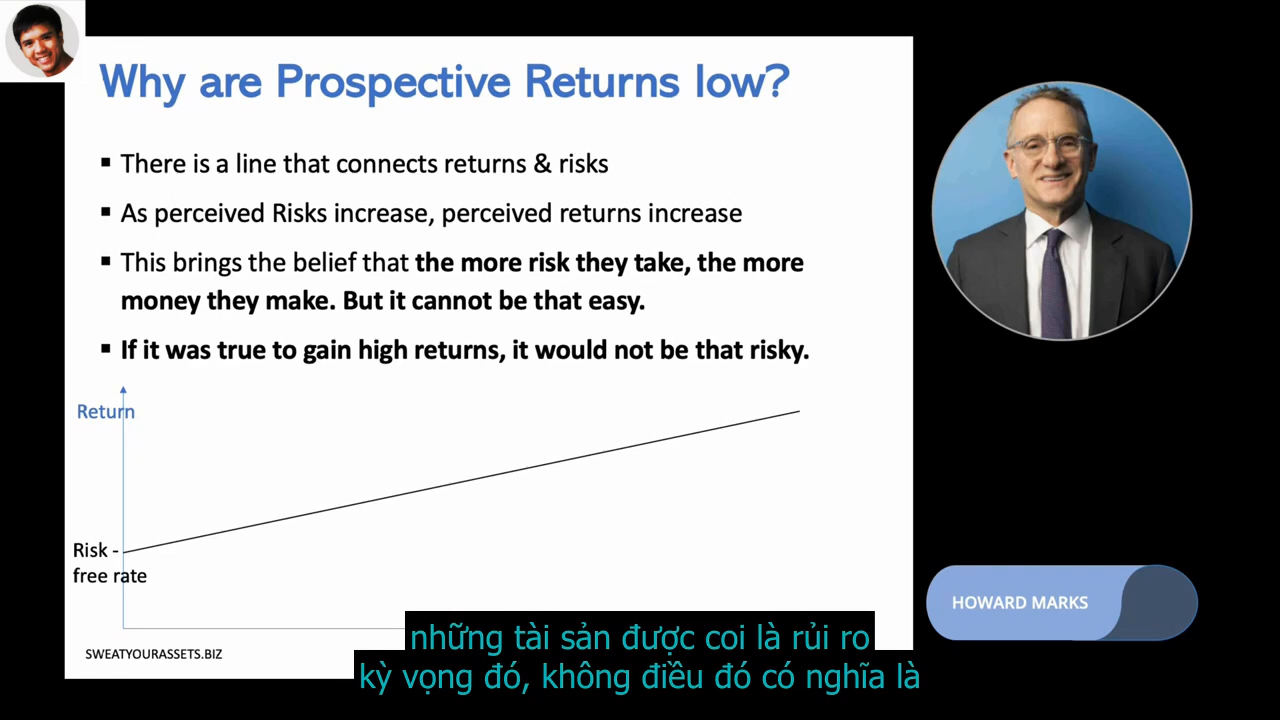 Why are Prospective Returns low?
▪ There is a line that connects returns & risks
▪ As perceived Risks increase, perceived returns increase
▪ This brings the belief that the more risk they take, the more
money they make. But it cannot be that easy.
▪ If it was true to gain high returns, it would not be that risky.
Return
Risk -
free rate
SWEATYOURASSETS.BIZ
HOWARD MARKS
những tài sản được coi là rủi ro
kỳ vọng đó, không điều đó có nghĩa là